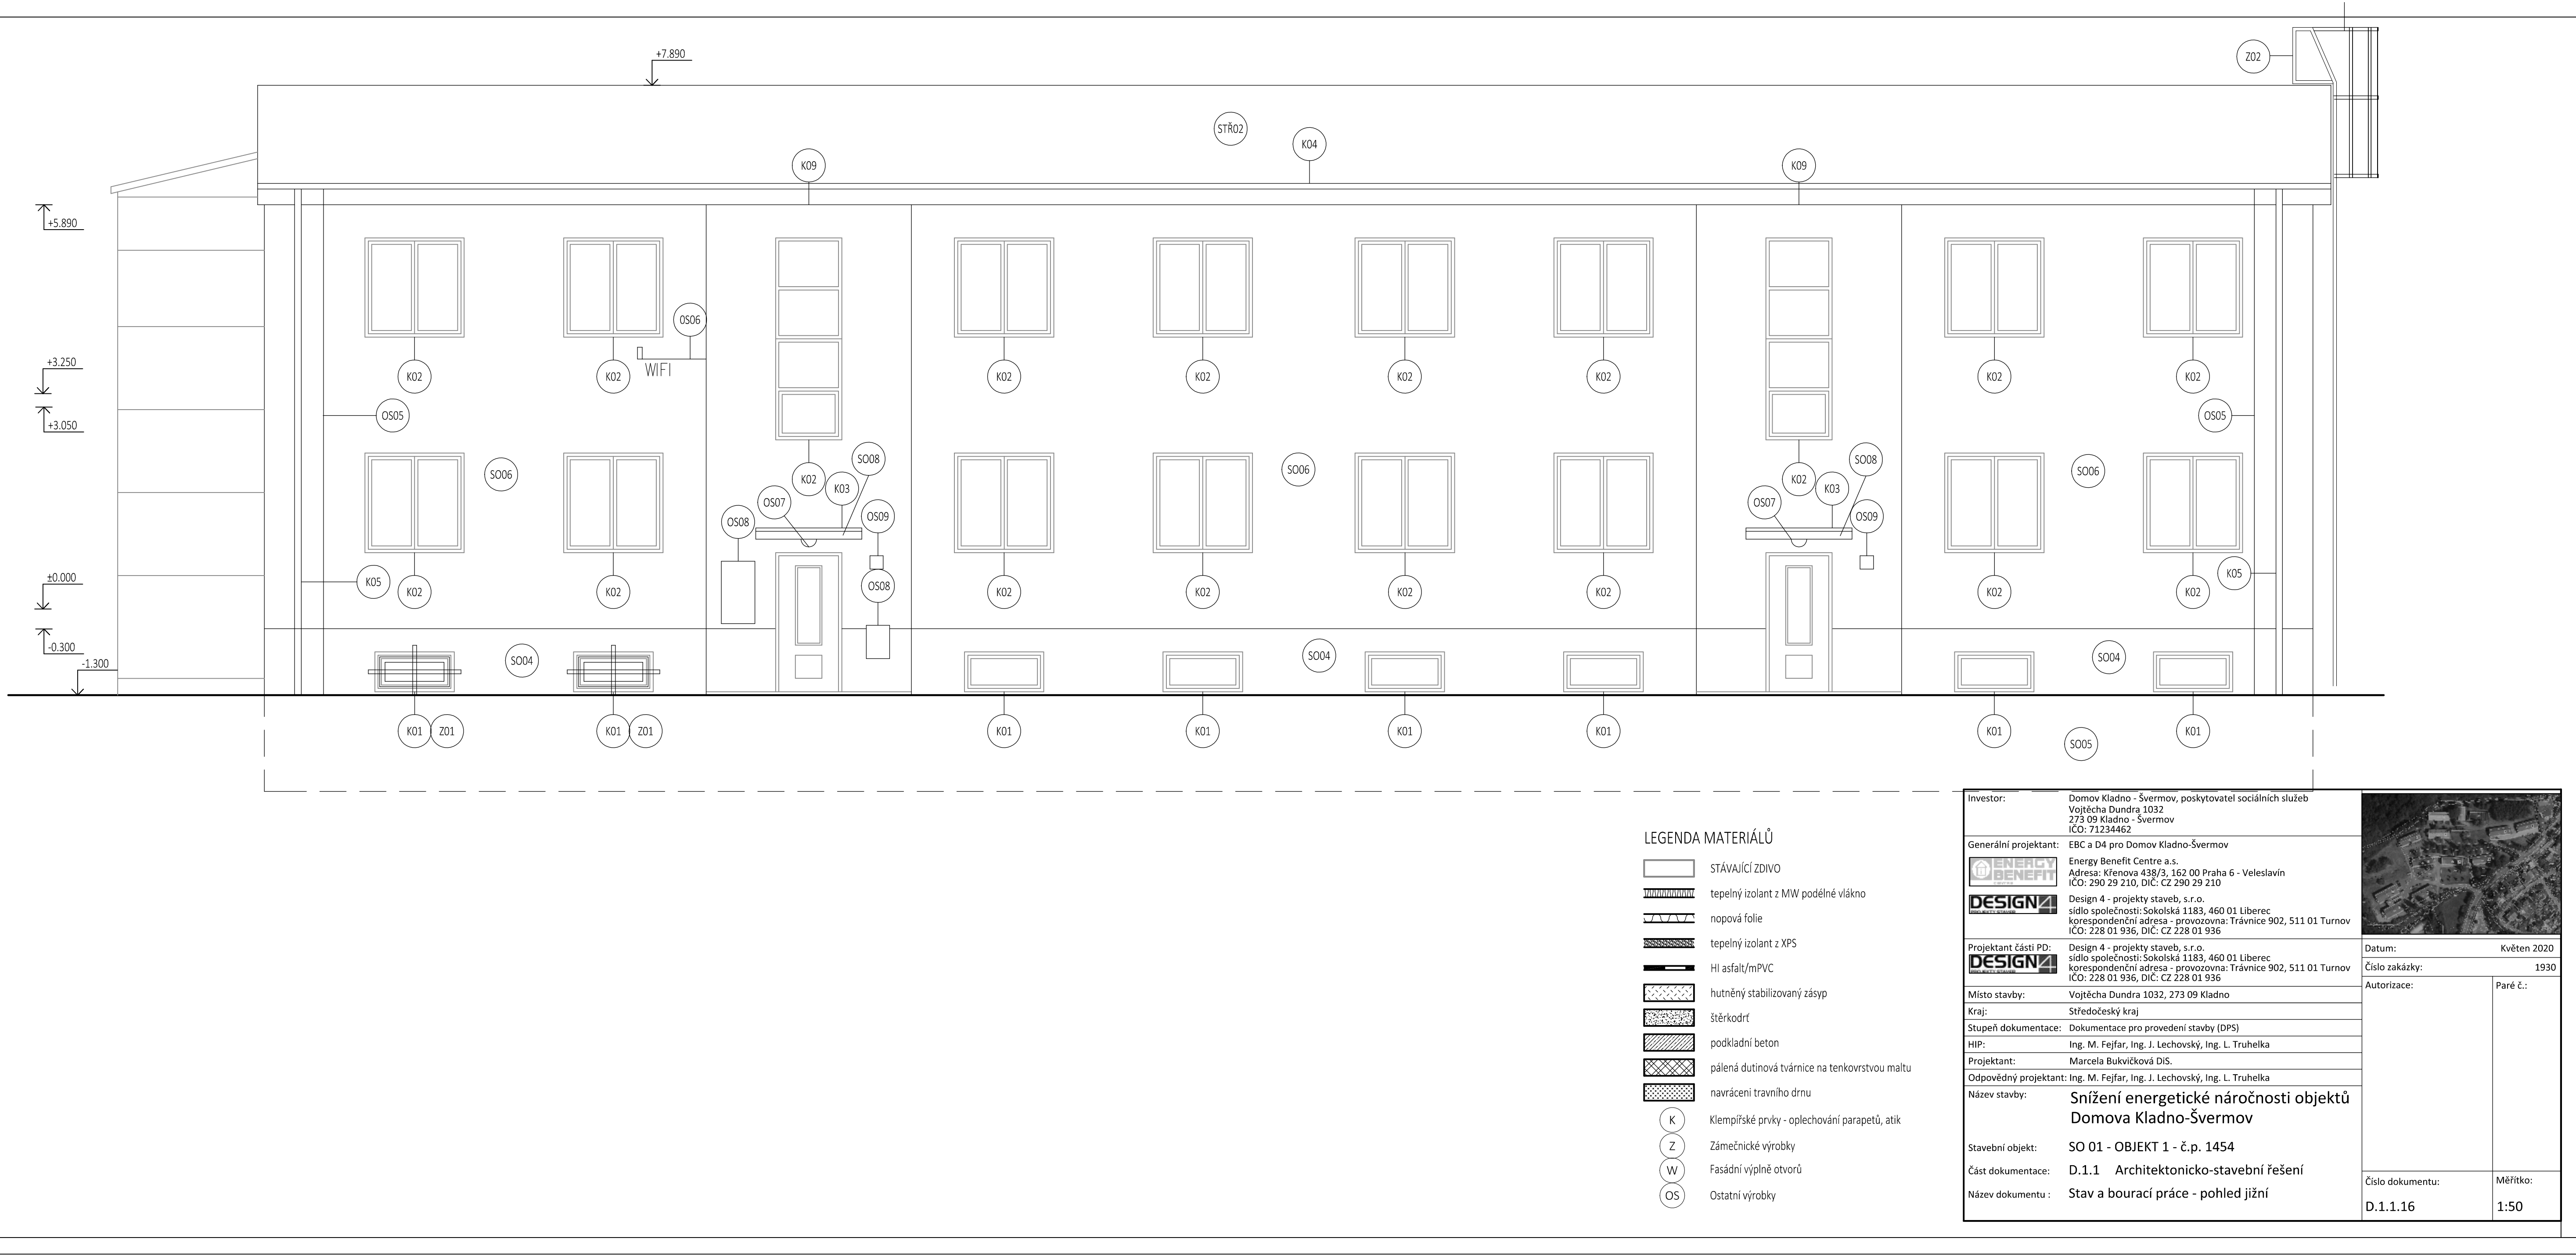 +7.890
Z02
STŘ02
K04
K09
K09
+5.890
OS06
+3.250
K02
K02
WIFI
K02
K02
K02
K02
K02
K02
+3.050
OS05
OS05
SO08
SO08
SO06
SO06
SO06
K02
K03
K02
K03
OS07
OS07
OS08
OS09
OS09
±0.000
K05
K02
K02
OS08
K02
K02
K02
K02
K02
K02
K05
-0.300
-1.300
SO04
SO04
SO04
K01 Z01
K01 Z01
K01
K01
K01
K01
K01
K01
SO05
LEGENDA MATERIÁLŮ
STÁVAJÍCÍ ZDIVO
tepelný izolant z MW podélné vlákno
nopová folie
tepelný izolant z XPS
HI asfalt/mPVC
hutněný stabilizovaný zásyp
štěrkodrť
podkladní beton
pálená dutinová tvárnice na tenkovrstvou maltu
navrácení travního drnu
K Klempířské prvky - oplechování parapetů, atik
Z Zámečnické výrobky
W Fasádní výplně otvorů
OS Ostatní výrobky
Investor: Domov Kladno - Švermov, poskytovatel sociálních služeb
Vojtěcha Dundra 1032
273 09 Kladno - Švermov
IČO: 71234462
Generální projektant: EBC a D4 pro Domov Kladno-Švermov
ENERGY
BENEFIT
Energy Benefit Centre a.s.
Adresa: Křenova 438/3, 162 00 Praha 6 - Veleslavín
IČO: 290 29 210, DIČ: CZ 290 29 210
DESIGN4
PROJEKTY STAVEB
Design 4 - projekty staveb, s.r.o.
sídlo společnosti: Sokolská 1183, 460 01 Liberec
korespondenční adresa - provozovna: Trávnice 902, 511 01 Turnov
IČO: 228 01 936, DIČ: CZ 228 01 936
Projektant části PD: Design 4 - projekty staveb, s.r.o.
DESIGN4
PROJEKTY STAVEB
sídlo společnosti: Sokolská 1183, 460 01 Liberec
korespondenční adresa - provozovna: Trávnice 902, 511 01 Turnov
IČO: 228 01 936, DIČ: CZ 228 01 936
Místo stavby: Vojtěcha Dundra 1032, 273 09 Kladno
Kraj: Středočeský kraj
Stupeň dokumentace: Dokumentace pro provedení stavby (DPS)
HIP: Ing. M. Fejfar, Ing. J. Lechovský, Ing. L. Truhelka
Projektant: Marcela Bukvičková DiS.
Odpovědný projektant: Ing. M. Fejfar, Ing. J. Lechovský, Ing. L. Truhelka
Název stavby: Snížení energetické náročnosti objektů
Domova Kladno-Švermov
Stavební objekt: SO 01 - OBJEKT 1 - č.p. 1454
Část dokumentace: D.1.1 Architektonicko-stavební řešení
Název dokumentu : Stav a bourací práce - pohled jižní
Datum: Květen 2020
Číslo zakázky: 1930
Autorizace:
Paré č.:
Číslo dokumentu:
D.1.1.16
Měřítko:
1:50